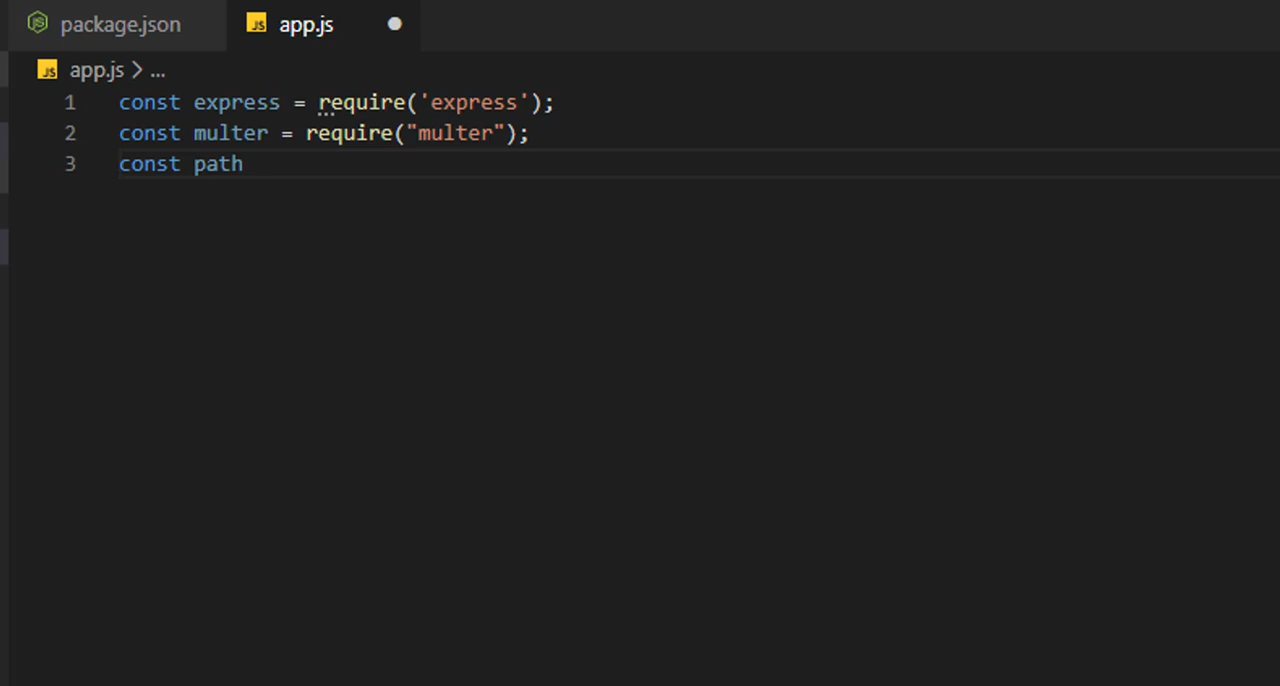 package.json app.js
app.js > ...
1 const express = require('express');
2 const multer = require("multer");
3 const path